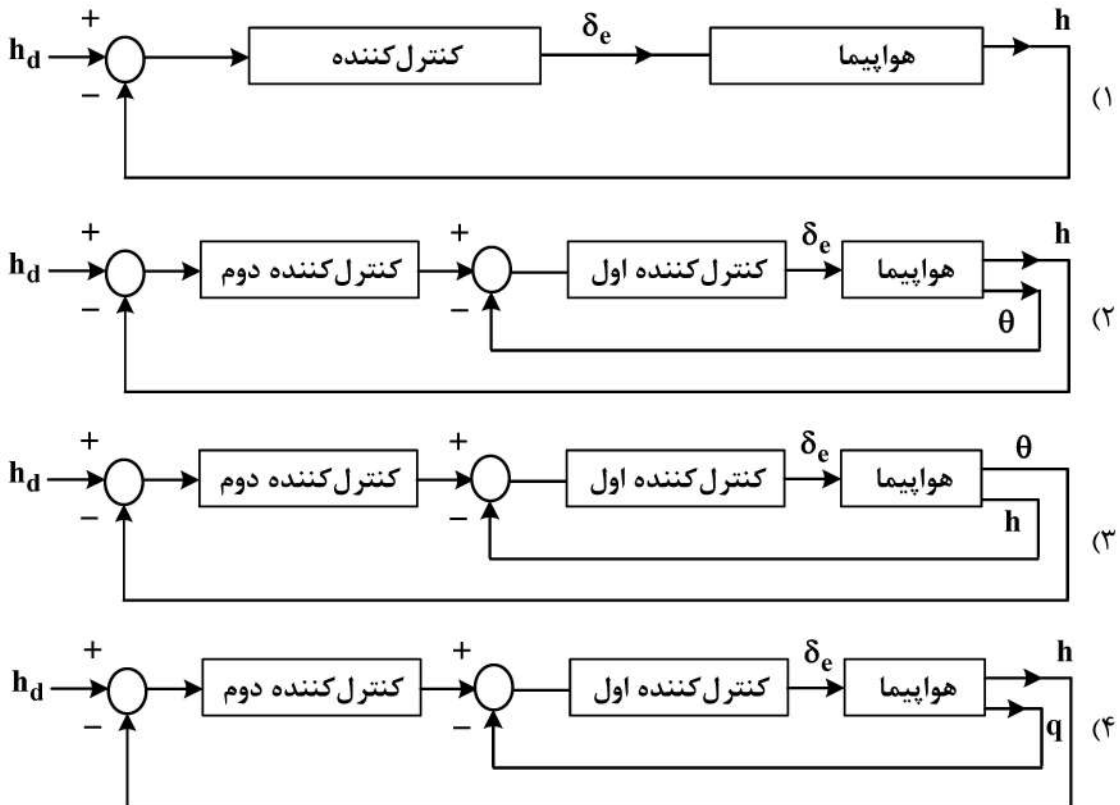 h_d + − کنترل‌کننده δ_e هواپیما h (۱
h_d + − کنترل‌کننده دوم + − کنترل‌کننده اول δ_e هواپیما h θ (۲
h_d + − کنترل‌کننده دوم + − کنترل‌کننده اول δ_e هواپیما θ h (۳
h_d + − کنترل‌کننده دوم + − کنترل‌کننده اول δ_e هواپیما h q (۴